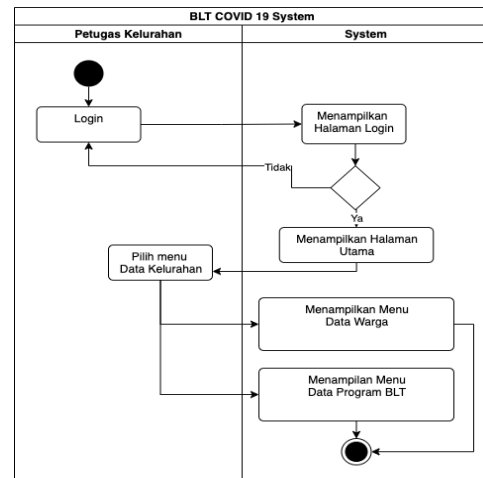 BLT COVID 19 System
Petugas Kelurahan
System
Login
Menampilkan
Halaman Login
Tidak
Ya
Menampilkan Halaman
Utama
Pilih menu
Data Kelurahan
Menampilkan Menu
Data Warga
Menampilan Menu
Data Program BLT